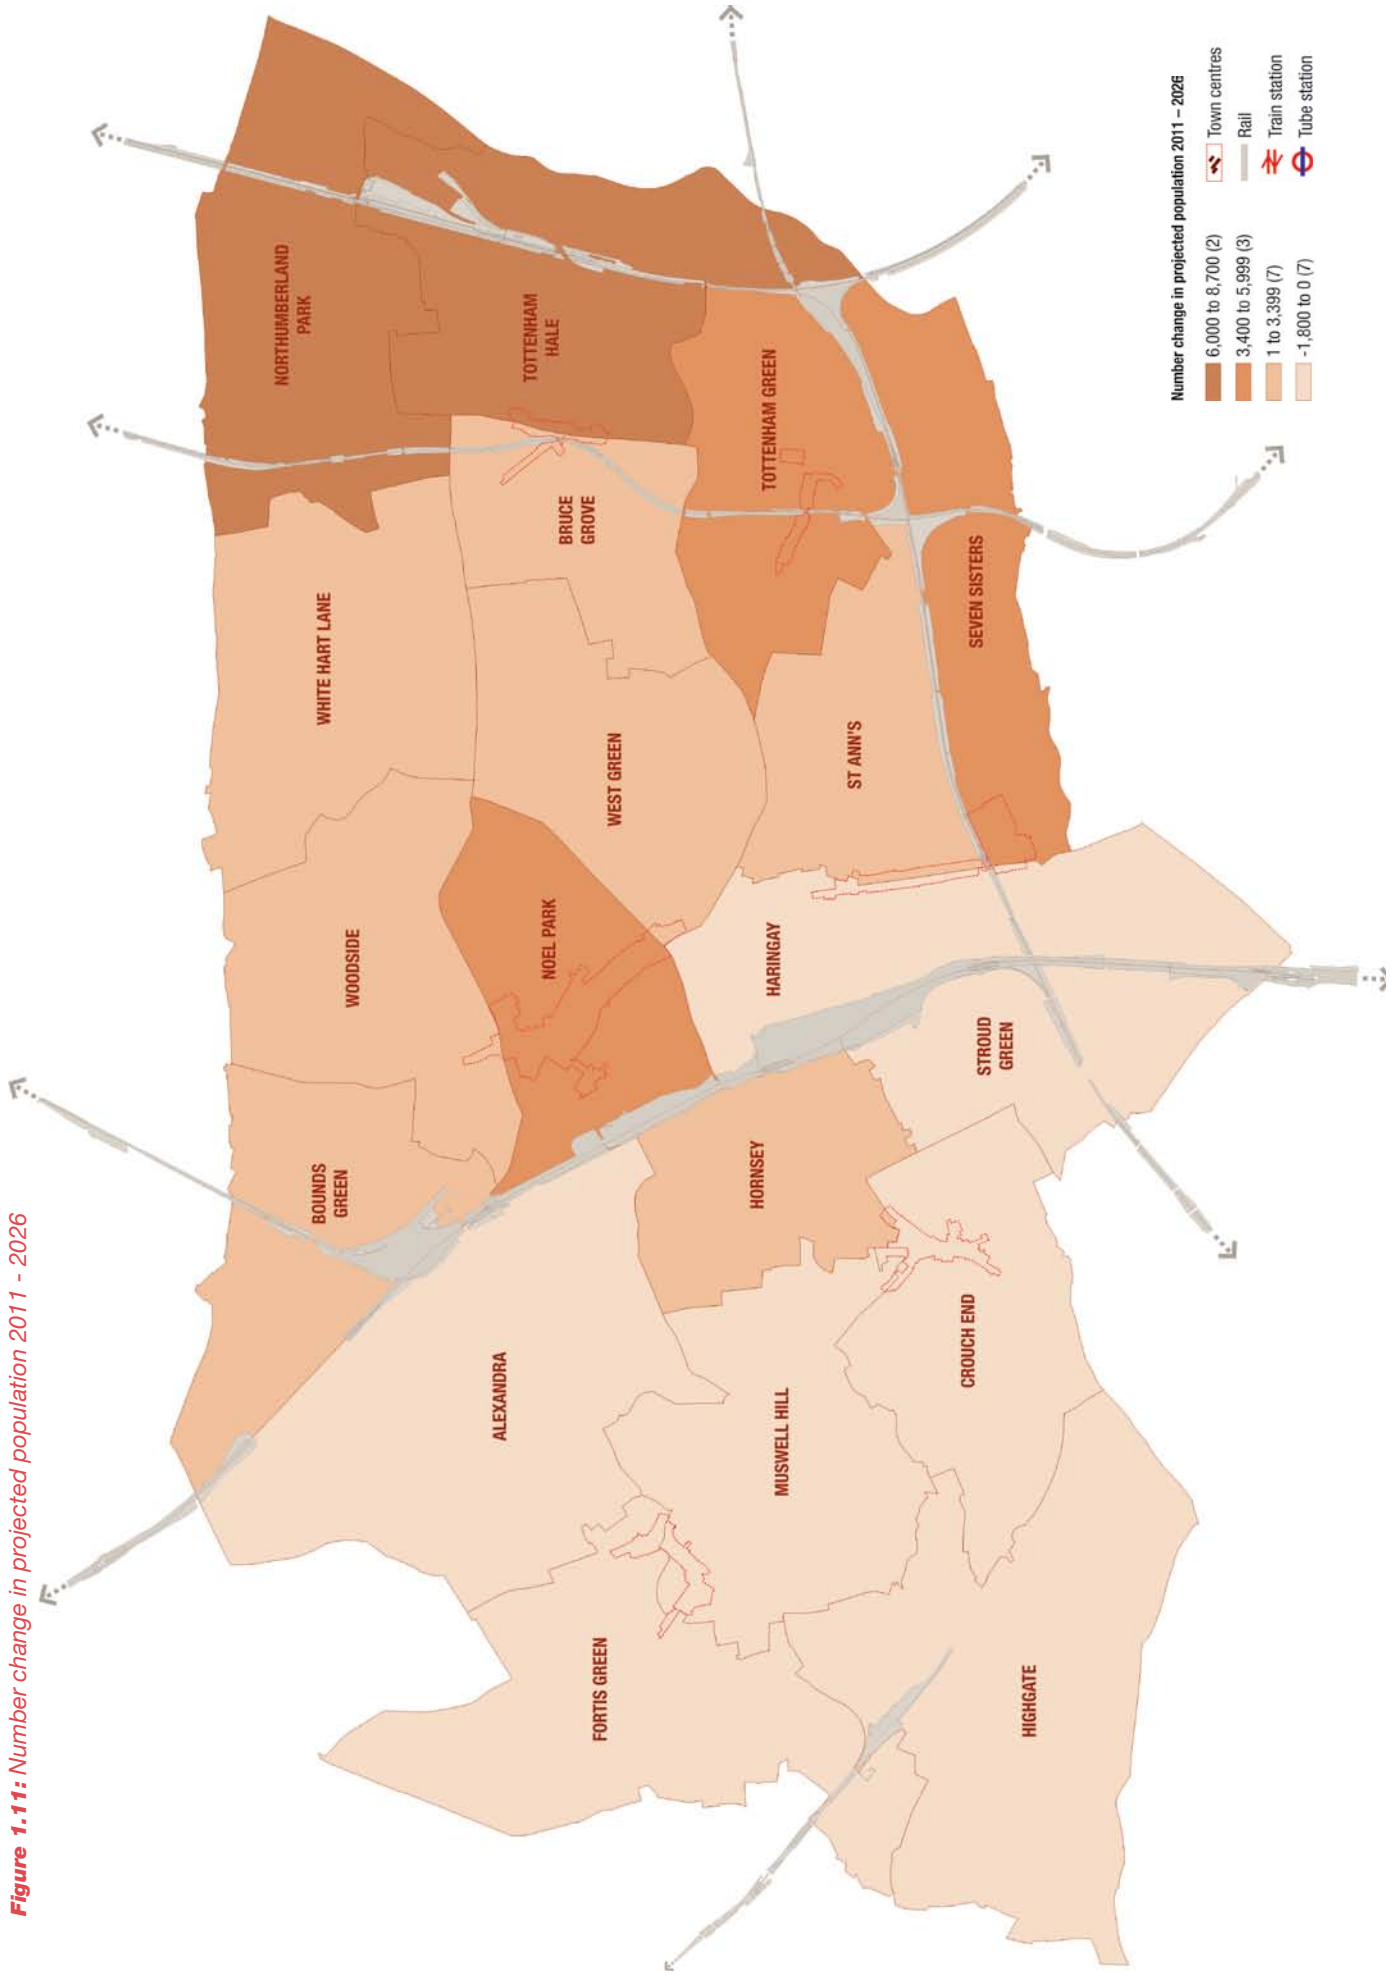 Figure 1.11: Number change in projected population 2011 - 2026
NORTHUMBERLAND
PARK
TOTTENHAM
HALE
WHITE HART LANE
BRUCE
GROVE
TOTTENHAM GREEN
SEVEN SISTERS
WEST GREEN
ST ANN'S
WOODSIDE
NOEL PARK
HARINGAY
STROUD
GREEN
BOUNDS
GREEN
HORNSEY
ALEXANDRA
MUSWELL HILL
CROUCH END
FORTIS GREEN
HIGHGATE
Number change in projected population 2011 – 2026
6,000 to 8,700 (2)
3,400 to 5,999 (3)
1 to 3,399 (7)
-1,800 to 0 (7)
Town centres
Rail
Train station
Tube station